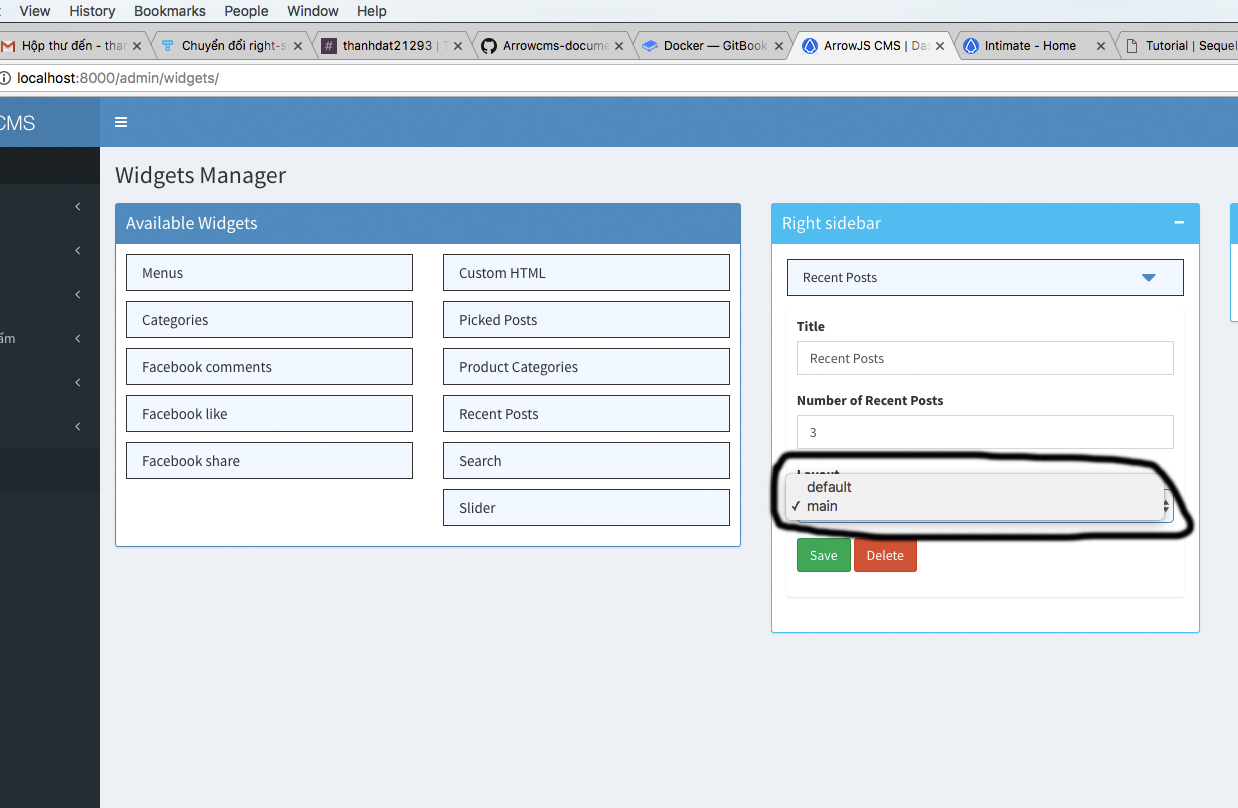 View History Bookmarks People Window Help
Hộp thư đến - thar Chuyển đổi right-s thanhdat21293 | T Arrowcms-docume Docker — GitBook ArrowJS CMS | Das Intimate - Home Tutorial | Sequel
localhost:8000/admin/widgets/
CMS
Widgets Manager
Available Widgets
Menus
Custom HTML
Categories
Picked Posts
Facebook comments
Product Categories
Facebook like
Recent Posts
Facebook share
Search
Slider
ẩm
Right sidebar
Recent Posts
Title
Recent Posts
Number of Recent Posts
3
Layout
default
✓ main
Save Delete